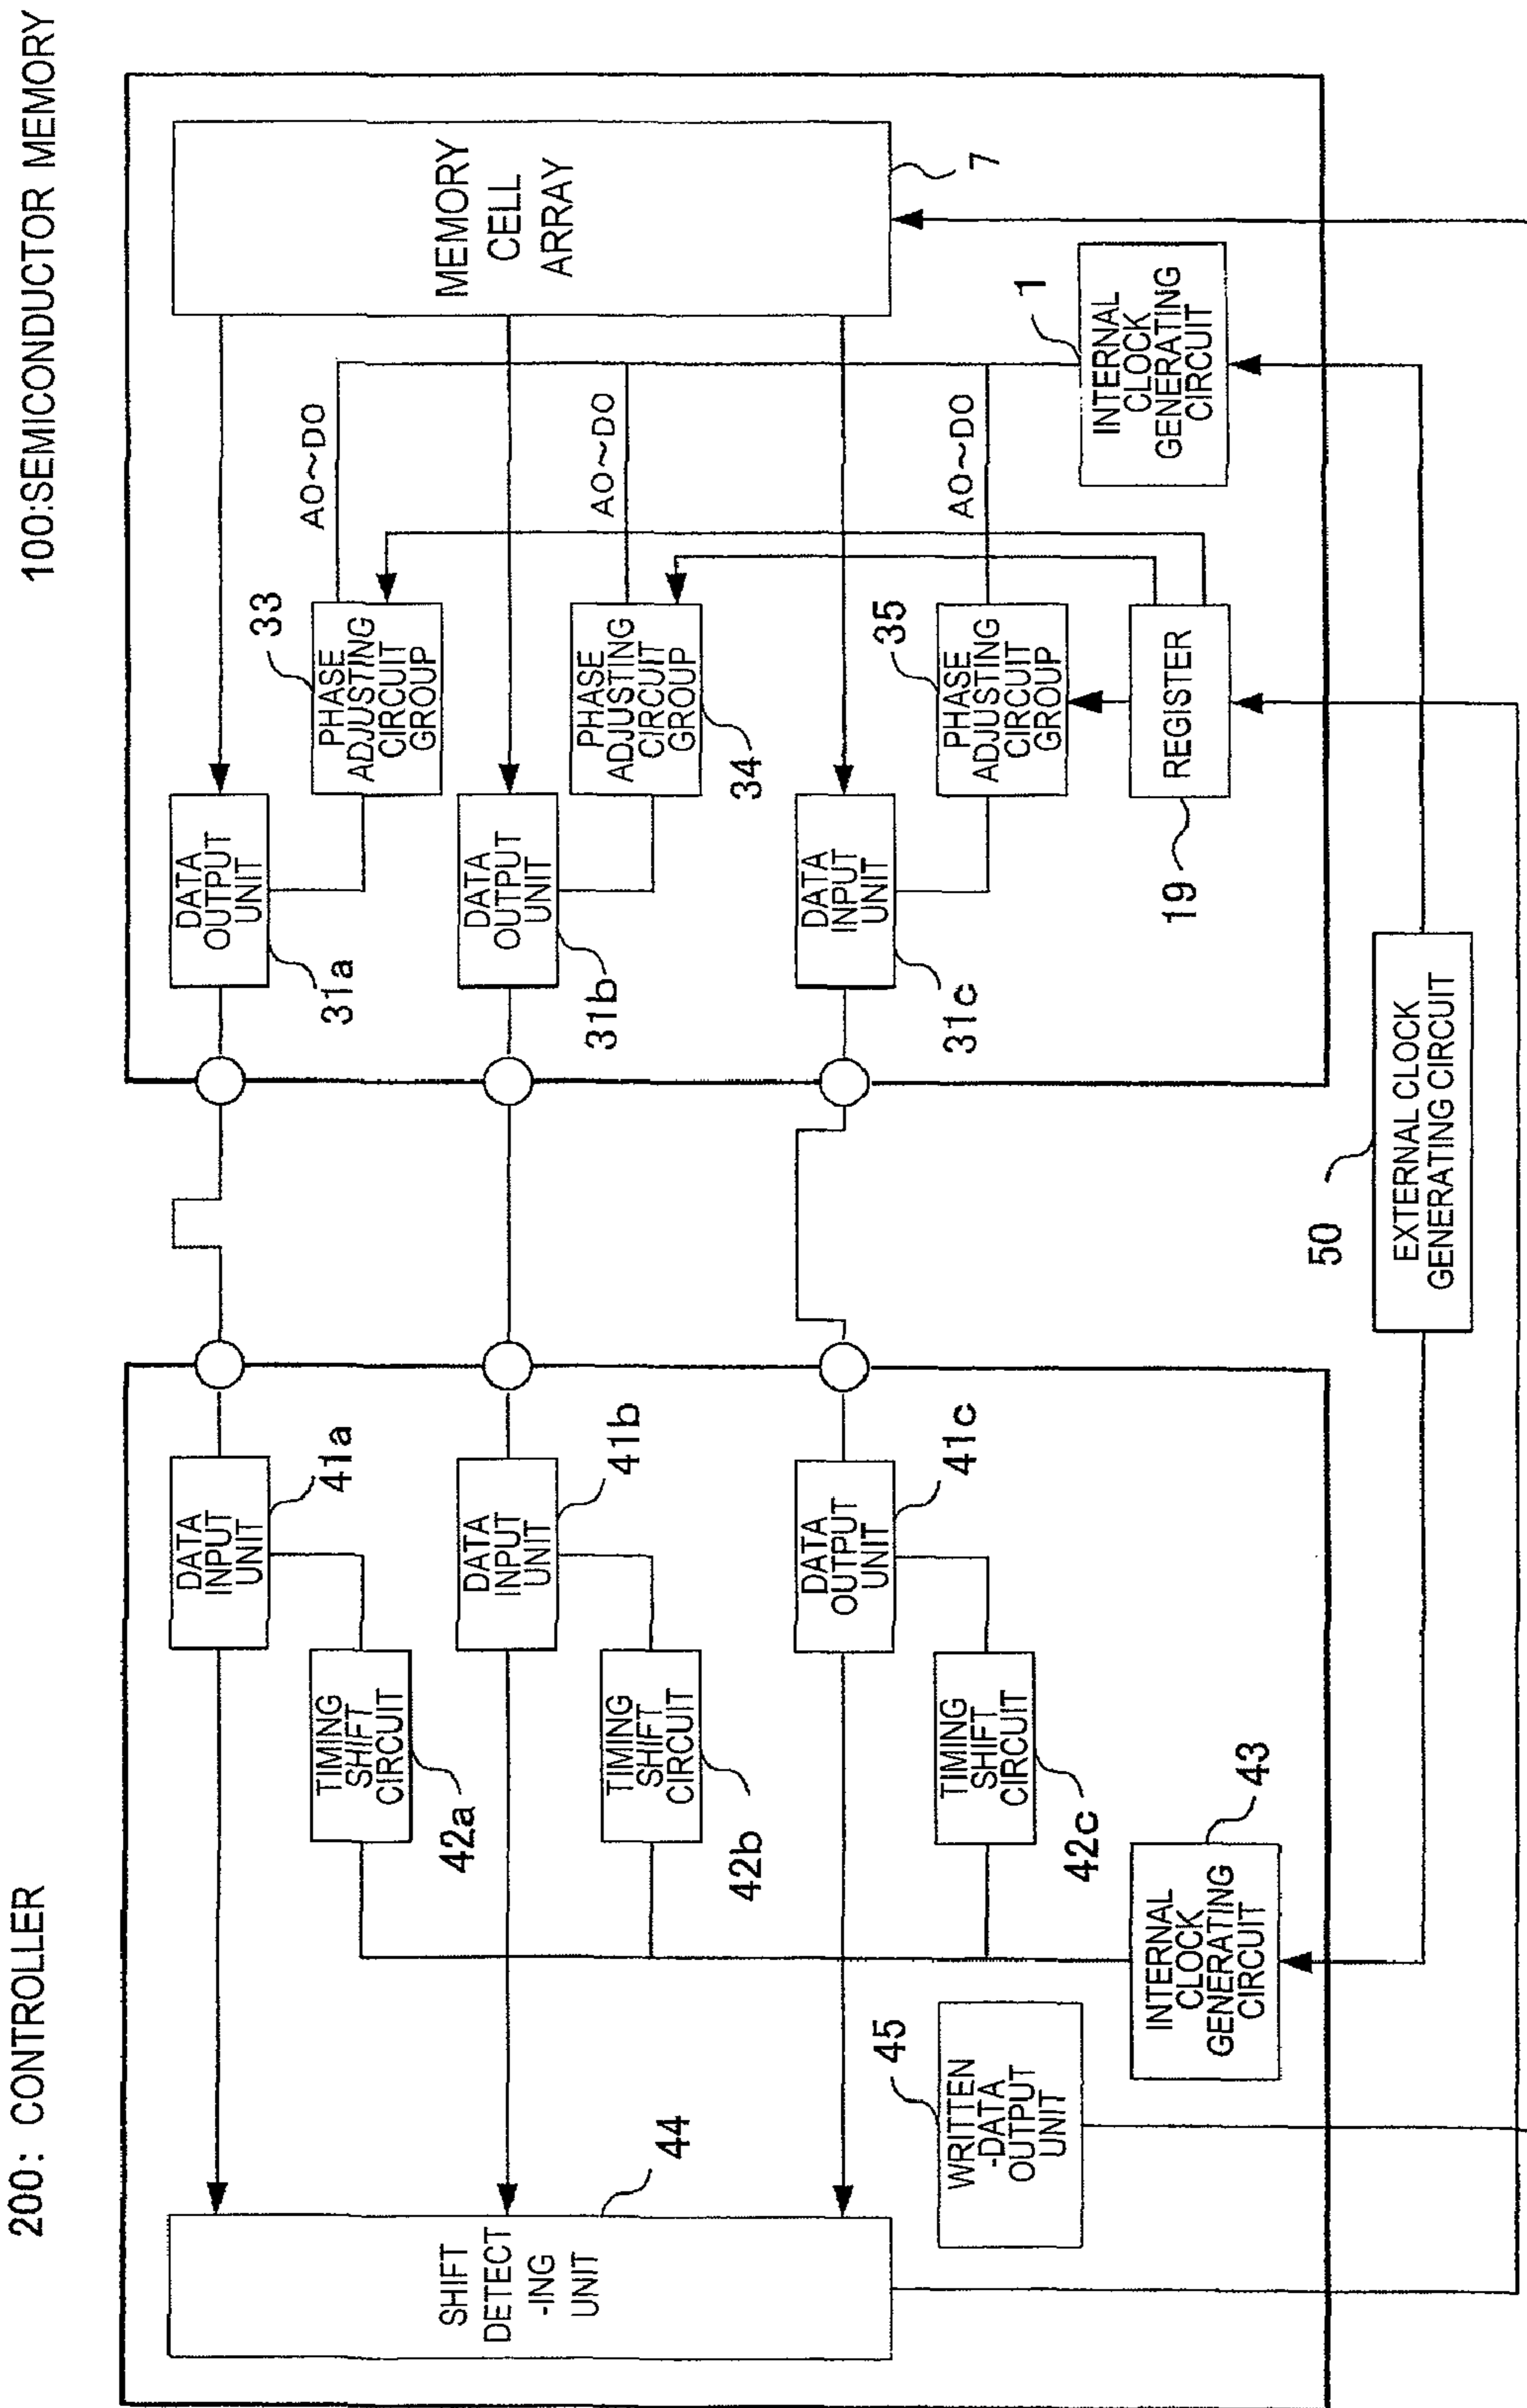 200: CONTROLLER
100:SEMICONDUCTOR MEMORY
SHIFT
DETECT
-ING
UNIT
44
DATA
INPUT
UNIT
41a
TIMING
SHIFT
CIRCUIT
42a
DATA
INPUT
UNIT
41b
TIMING
SHIFT
CIRCUIT
42b
DATA
OUTPUT
UNIT
41c
TIMING
SHIFT
CIRCUIT
42c
WRITTEN
-DATA
OUTPUT
UNIT
45
INTERNAL
CLOCK
GENERATING
CIRCUIT
43
EXTERNAL CLOCK
GENERATING CIRCUIT
50
DATA
OUTPUT
UNIT
31a
PHASE
ADJUSTING
CIRCUIT
GROUP
33
AO~DO
DATA
OUTPUT
UNIT
31b
PHASE
ADJUSTING
CIRCUIT
GROUP
34
AO~DO
DATA
INPUT
UNIT
31c
PHASE
ADJUSTING
CIRCUIT
GROUP
35
AO~DO
REGISTER
19
INTERNAL
CLOCK
GENERATING
CIRCUIT
1
MEMORY
CELL
ARRAY
7